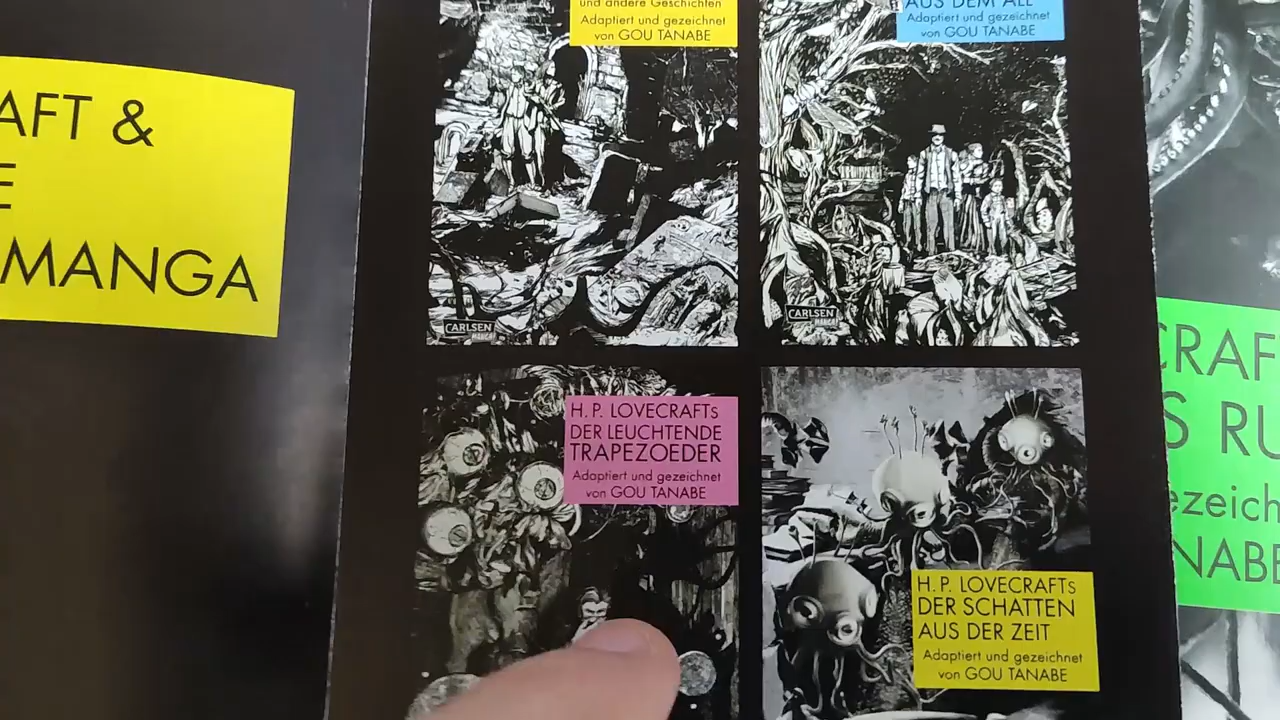 AFT &
E
MANGA
und andere Geschichten
Adaptiert und gezeichnet
von GOU TANABE
CARLSEN
MANGA!
AUS DEM ALL
Adaptiert und gezeichnet
von GOU TANABE
CARLSEN
MANGA!
H. P. LOVECRAFTs
DER LEUCHTENDE
TRAPEZOEDER
Adaptiert und gezeichnet
von GOU TANABE
H. P. LOVECRAFTs
DER SCHATTEN
AUS DER ZEIT
Adaptiert und gezeichnet
von GOU TANABE
CRAF
S RU
ezeich
NABE